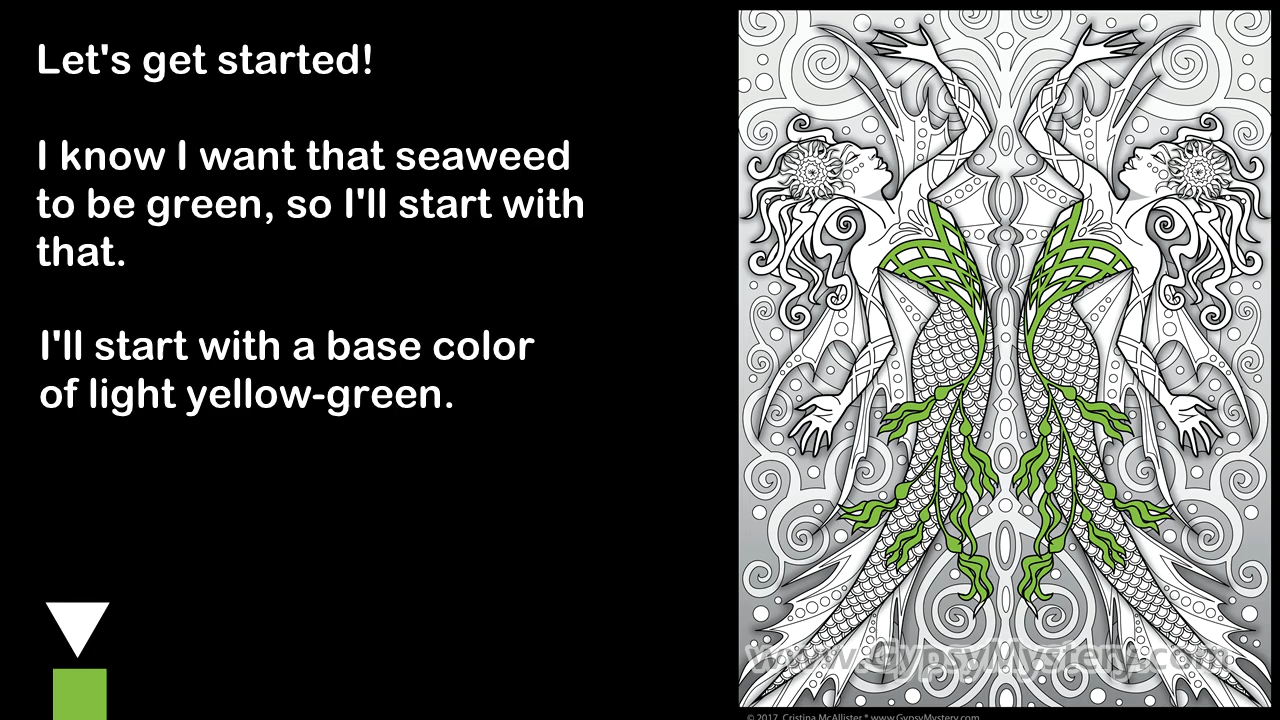 Let's get started!
I know I want that seaweed
to be green, so I'll start with
that.
I'll start with a base color
of light yellow-green.
www.GypsyMystery.com
© 2017 Cristina McAllister * www.GypsyMystery.com